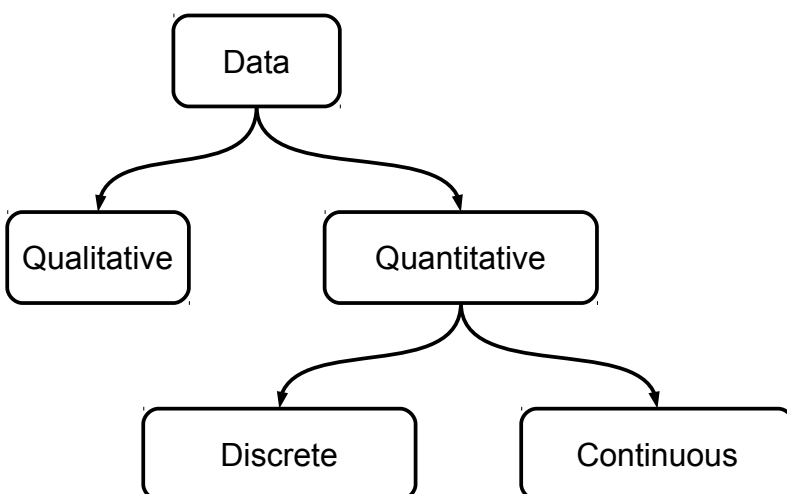 Data
Qualitative
Quantitative
Discrete
Continuous